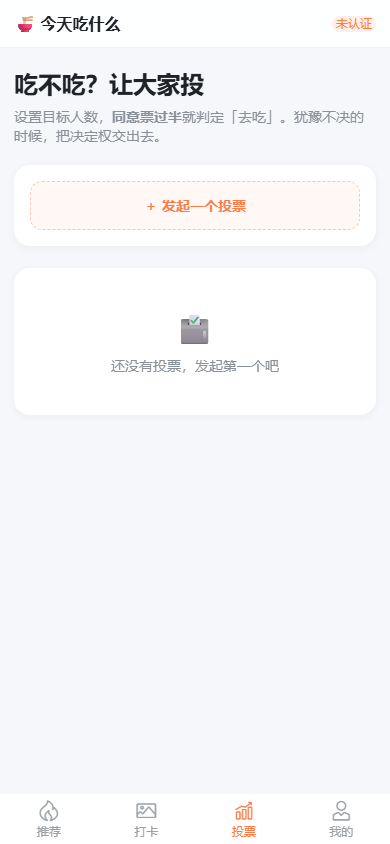 今天吃什么
未认证
吃不吃？让大家投
设置目标人数，同意票过半就判定「去吃」。犹豫不决的
时候，把决定权交出去。
+ 发起一个投票
还没有投票，发起第一个吧
推荐
打卡
投票
我的